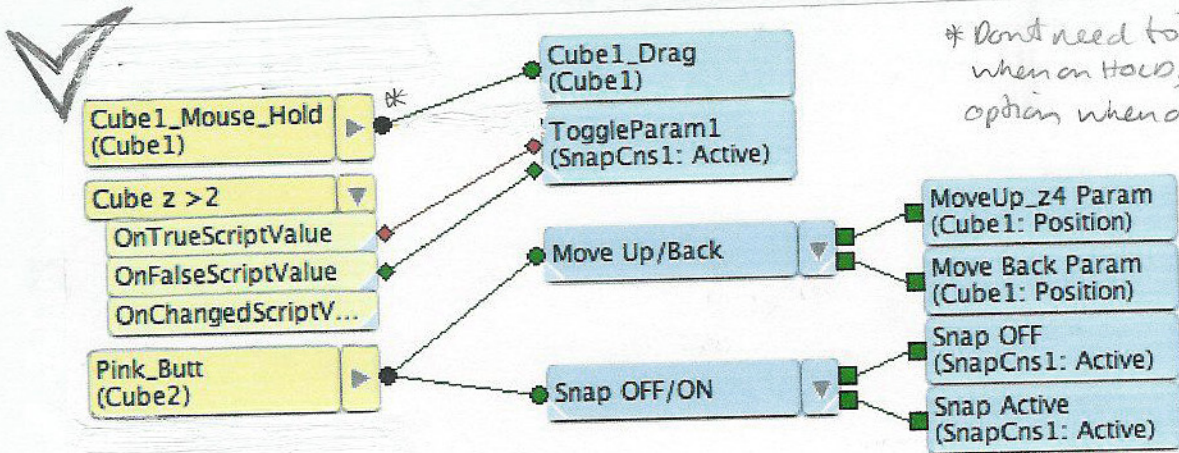 Cube1_Mouse_Hold
(Cube1)
*
Cube z >2
OnTrueScriptValue
OnFalseScriptValue
OnChangedScriptV...
Pink_Butt
(Cube2)
Cube1_Drag
(Cube1)
ToggleParam1
(SnapCns1: Active)
Move Up/Back
Snap OFF/ON
* Dont need to
when on HOLD,
option when
MoveUp_z4 Param
(Cube1: Position)
Move Back Param
(Cube1: Position)
Snap OFF
(SnapCns1: Active)
Snap Active
(SnapCns1: Active)